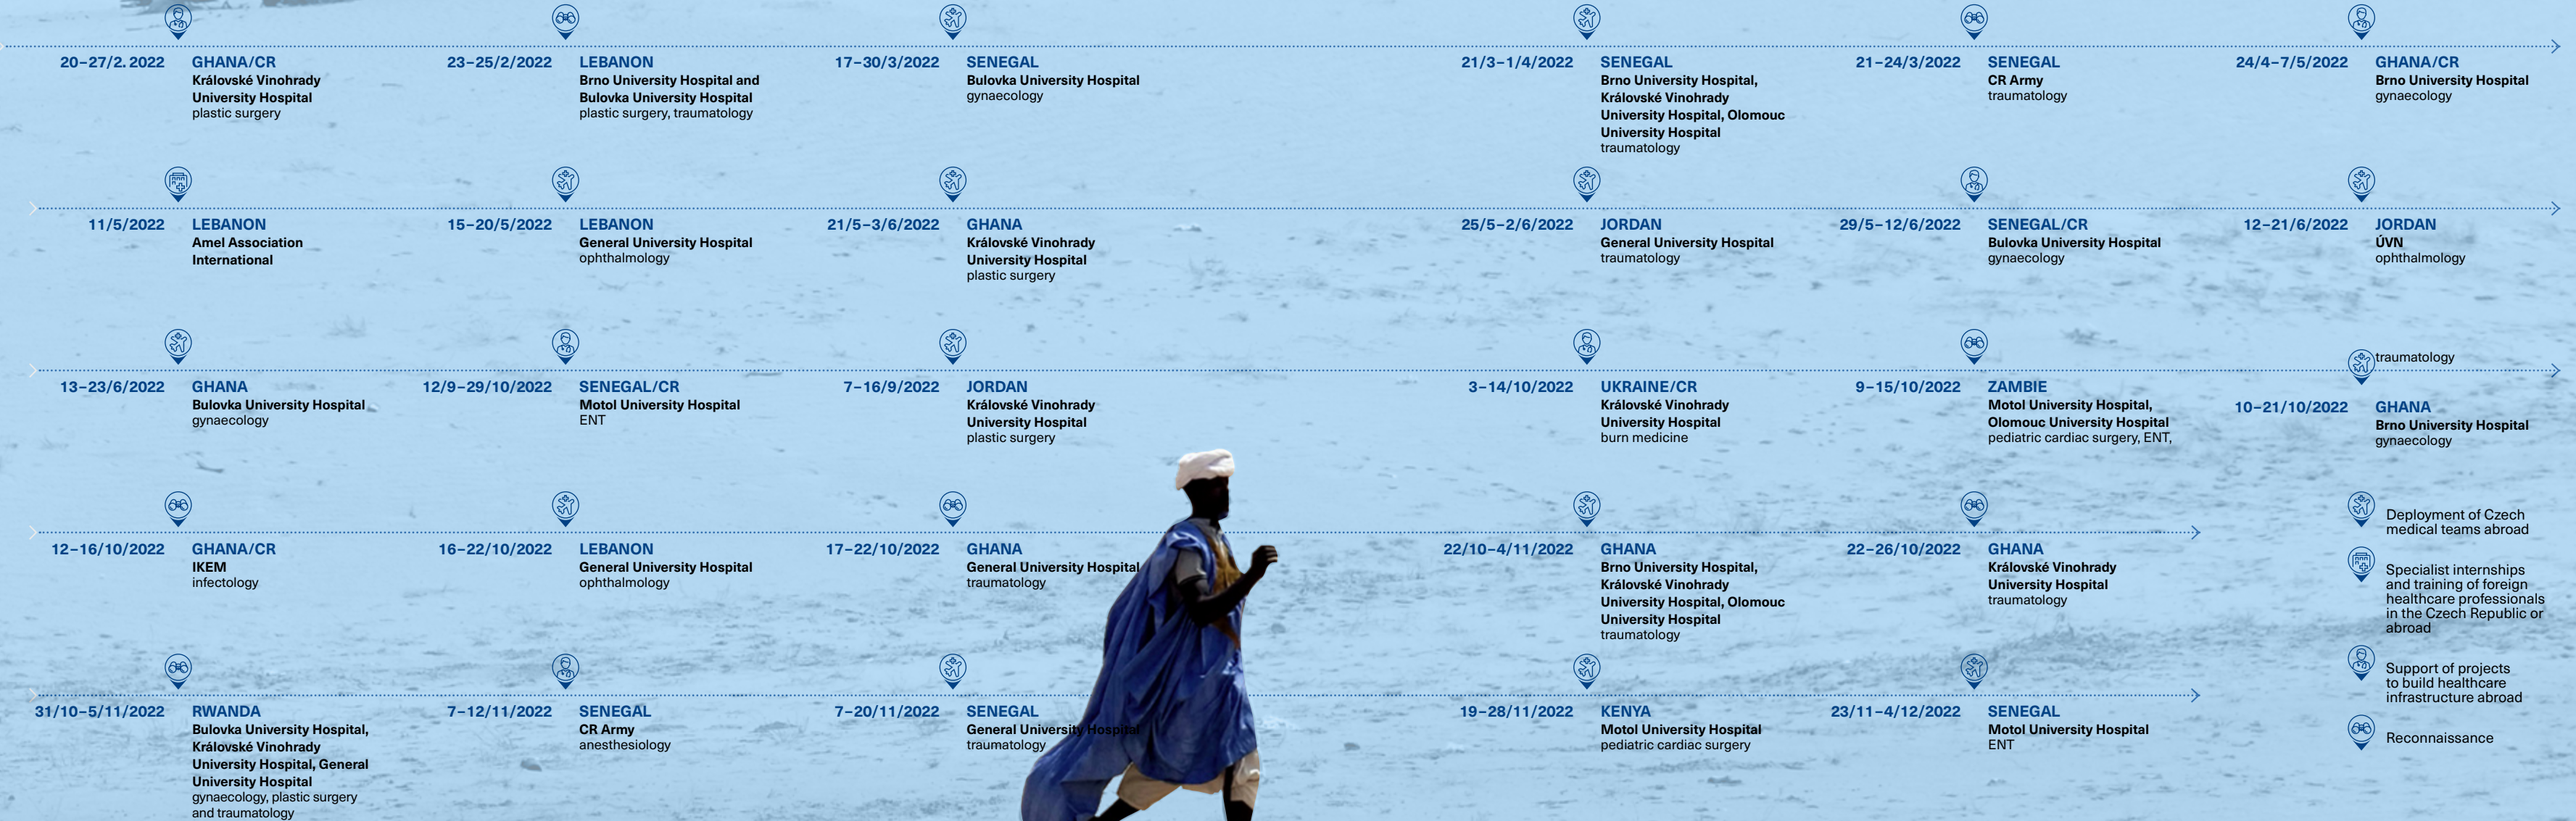 20–27/2. 2022
GHANA/CR
Královské Vinohrady
University Hospital
plastic surgery
23–25/2/2022
LEBANON
Brno University Hospital and
Bulovka University Hospital
plastic surgery, traumatology
17–30/3/2022
SENEGAL
Bulovka University Hospital
gynaecology
21/3–1/4/2022
SENEGAL
Brno University Hospital,
Královské Vinohrady
University Hospital, Olomouc
University Hospital
traumatology
21–24/3/2022
SENEGAL
CR Army
traumatology
24/4–7/5/2022
GHANA/CR
Brno University Hospital
gynaecology
11/5/2022
LEBANON
Amel Association
International
15–20/5/2022
LEBANON
General University Hospital
ophthalmology
21/5–3/6/2022
GHANA
Královské Vinohrady
University Hospital
plastic surgery
25/5–2/6/2022
JORDAN
General University Hospital
traumatology
29/5–12/6/2022
SENEGAL/CR
Bulovka University Hospital
gynaecology
12–21/6/2022
JORDAN
ÚVN
ophthalmology
13–23/6/2022
GHANA
Bulovka University Hospital
gynaecology
12/9–29/10/2022
SENEGAL/CR
Motol University Hospital
ENT
7–16/9/2022
JORDAN
Královské Vinohrady
University Hospital
plastic surgery
3–14/10/2022
UKRAINE/CR
Královské Vinohrady
University Hospital
burn medicine
9–15/10/2022
ZAMBIE
Motol University Hospital,
Olomouc University Hospital
pediatric cardiac surgery, ENT,
traumatology
10–21/10/2022
GHANA
Brno University Hospital
gynaecology
12–16/10/2022
GHANA/CR
IKEM
infectology
16–22/10/2022
LEBANON
General University Hospital
ophthalmology
17–22/10/2022
GHANA
General University Hospital
traumatology
22/10–4/11/2022
GHANA
Brno University Hospital,
Královské Vinohrady
University Hospital, Olomouc
University Hospital
traumatology
22–26/10/2022
GHANA
Královské Vinohrady
University Hospital
traumatology
31/10–5/11/2022
RWANDA
Bulovka University Hospital,
Královské Vinohrady
University Hospital, General
University Hospital
gynaecology, plastic surgery
and traumatology
7–12/11/2022
SENEGAL
CR Army
anesthesiology
7–20/11/2022
SENEGAL
General University Hospital
traumatology
19–28/11/2022
KENYA
Motol University Hospital
pediatric cardiac surgery
23/11–4/12/2022
SENEGAL
Motol University Hospital
ENT
Deployment of Czech
medical teams abroad
Specialist internships
and training of foreign
healthcare professionals
in the Czech Republic or
abroad
Support of projects
to build healthcare
infrastructure abroad
Reconnaissance